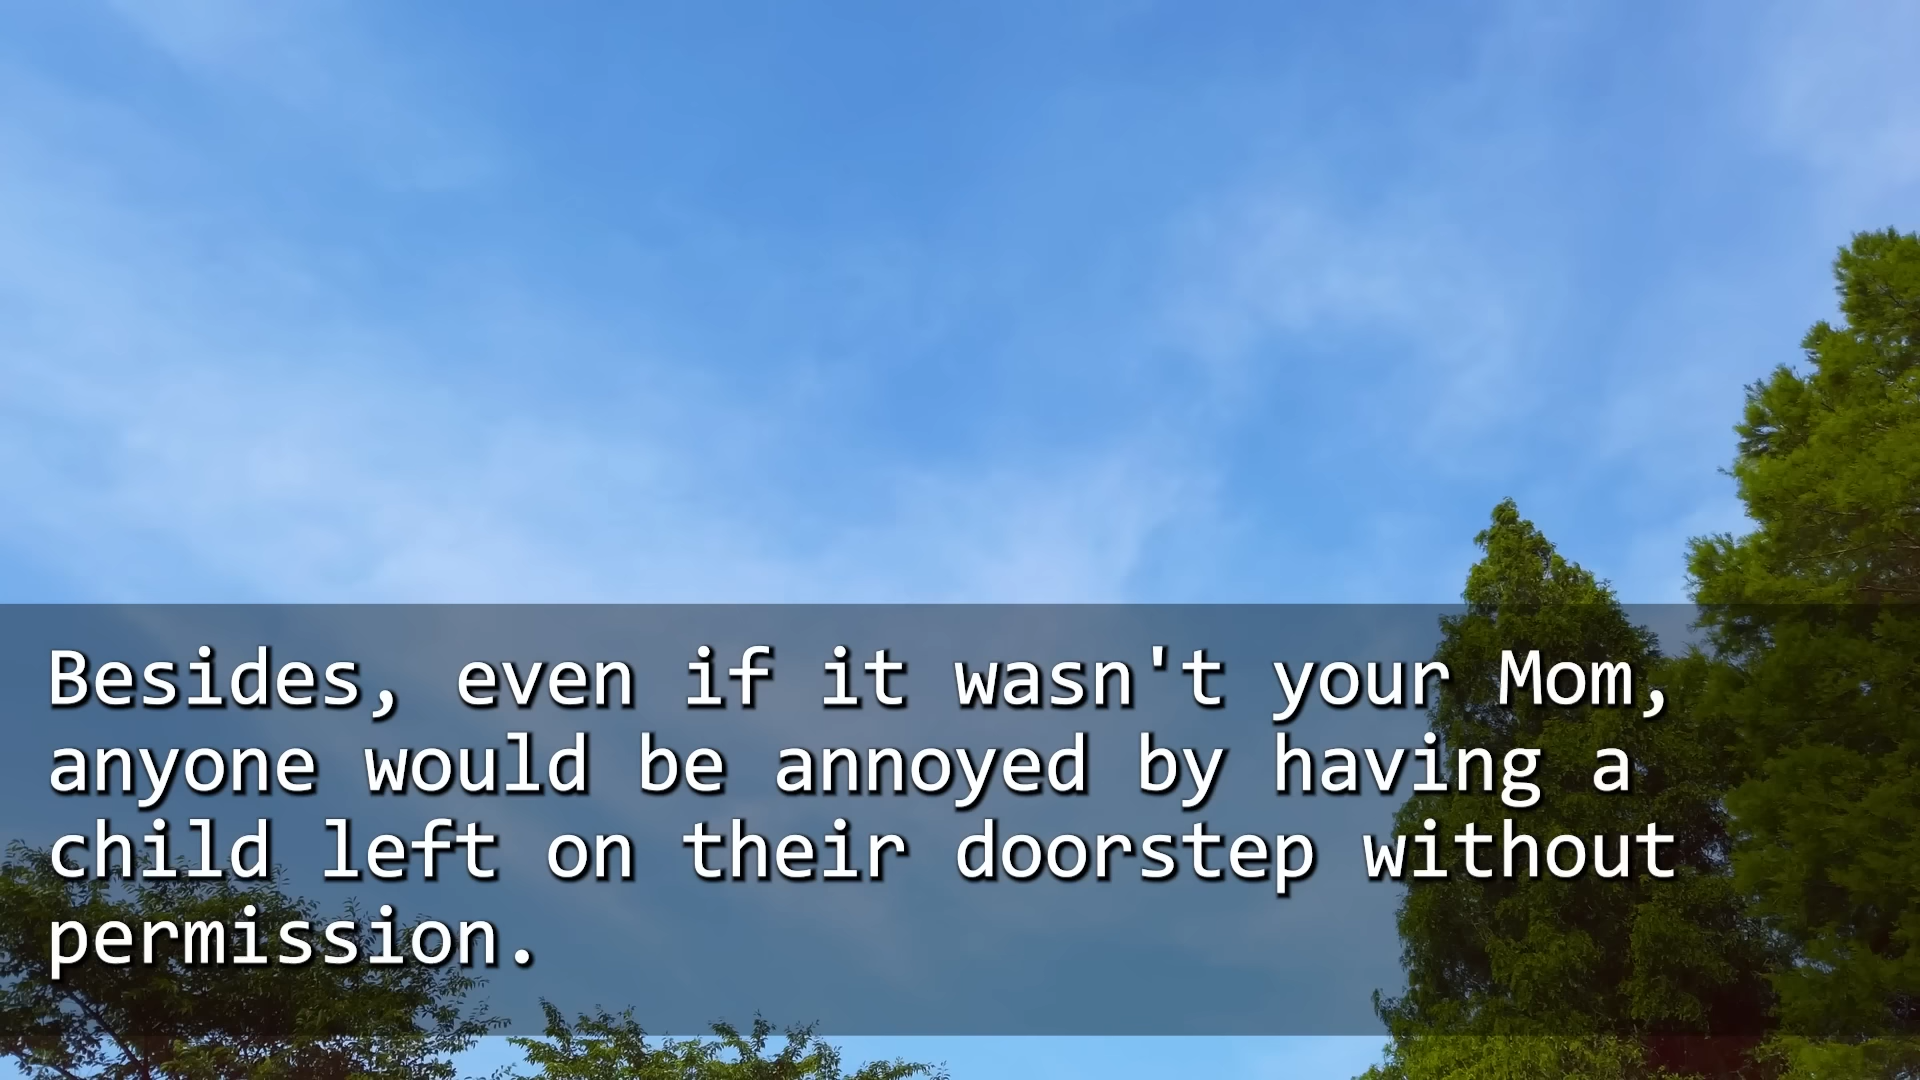 Besides, even if it wasn't your Mom,
anyone would be annoyed by having a
child left on their doorstep without
permission.